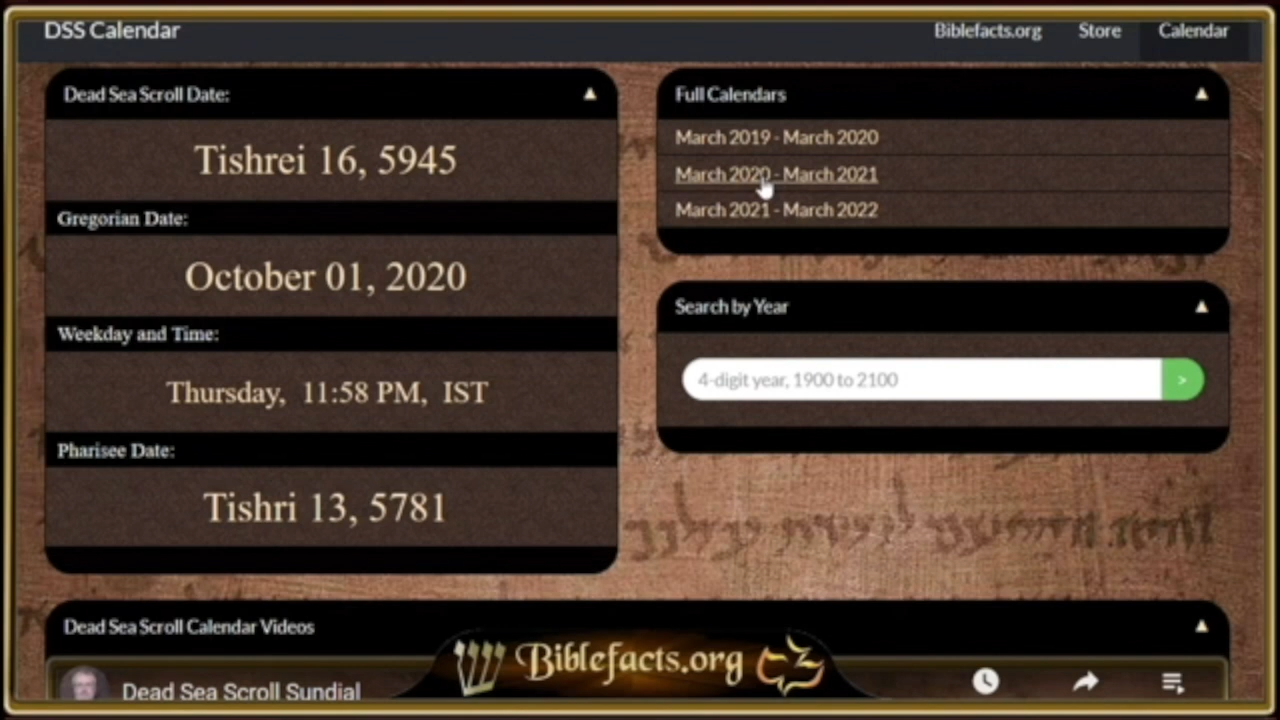 DSS Calendar
Biblefacts.org Store Calendar
Dead Sea Scroll Date:
Tishrei 16, 5945
Gregorian Date:
October 01, 2020
Weekday and Time:
Thursday, 11:58 PM, IST
Pharisee Date:
Tishri 13, 5781
Full Calendars
March 2019 - March 2020
March 2020 - March 2021
March 2021 - March 2022
Search by Year
4-digit year, 1900 to 2100
>
Dead Sea Scroll Calendar Videos
Dead Sea Scroll Sundial
Biblefacts.org